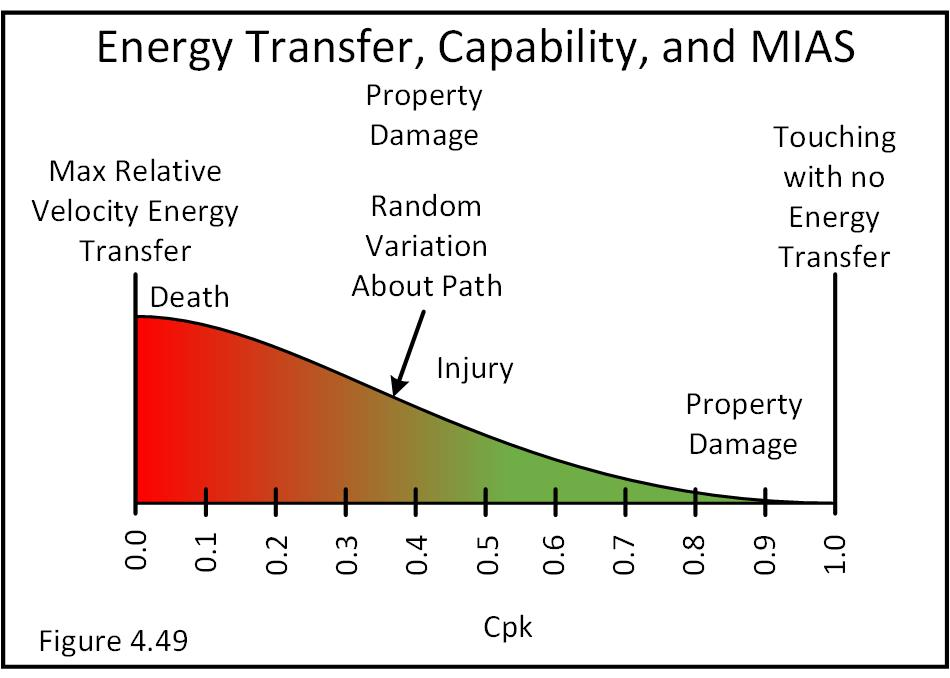 Energy Transfer, Capability, and MIAS
Property
Damage
Max Relative
Velocity Energy
Transfer
Random
Variation
About Path
Touching
with no
Energy
Transfer
Death
Injury
Property
Damage
0.0
0.1
0.2
0.3
0.4
0.5
0.6
0.7
0.8
0.9
1.0
Cpk
Figure 4.49